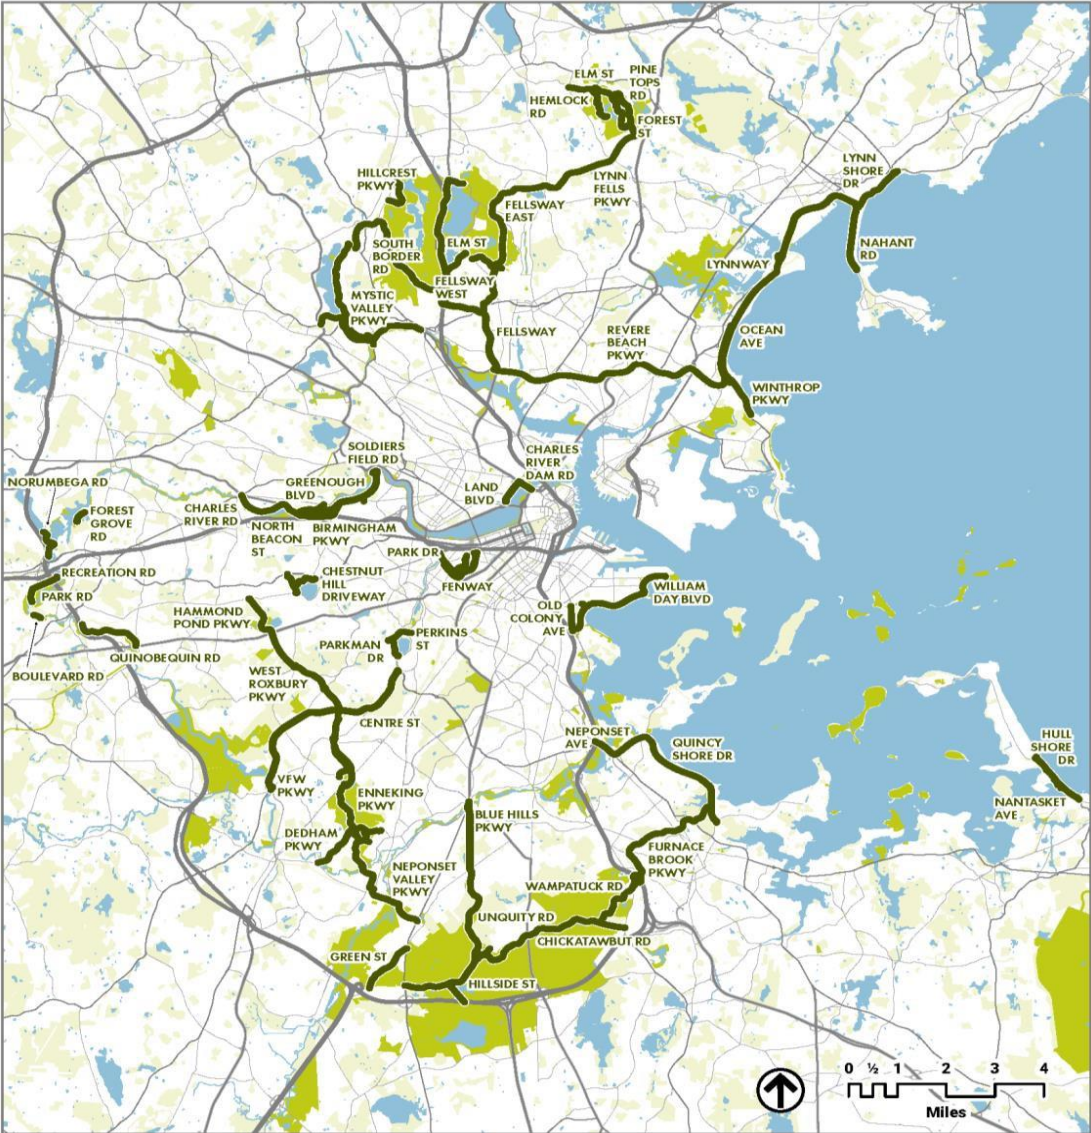 ELM ST
PINE
TOPS
RD
HEMLOCK
RD
FOREST
ST
LYNN
SHORE
DR
HILLCREST
PKWY
LYNN
FELLS
PKWY
FELLSWAY
EAST
SOUTH
BORDER
RD
ELM ST
NAHANT
RD
LYNNWAY
FELLSWAY
WEST
MYSTIC
VALLEY
PKWY
FELLSWAY
REVERE
BEACH
PKWY
OCEAN
AVE
WINTHROP
PKWY
SOLDIERS
FIELD RD
CHARLES
RIVER
DAM RD
NORUMBEGA RD
GREENOUGH
BLVD
LAND
BLVD
FOREST
GROVE
RD
CHARLES
RIVER RD
NORTH
BEACON
ST
BIRMINGHAM
PKWY
PARK DR
FENWAY
RECREATION RD
CHESTNUT
HILL
DRIVEWAY
PARK RD
WILLIAM
DAY BLVD
HAMMOND
POND PKWY
OLD
COLONY
AVE
PARKMAN
DR
PERKINS
ST
QUINOBEQUIN RD
BOULEVARD RD
WEST
ROXBURY
PKWY
CENTRE ST
NEPONSET
AVE
QUINCY
SHORE DR
HULL
SHORE
DR
VFW
PKWY
ENNEKING
PKWY
NANTASKET
AVE
BLUE HILLS
PKWY
DEDHAM
PKWY
FURNACE
BROOK
PKWY
NEPONSET
VALLEY
PKWY
WAMPATUCK RD
UNQUITY RD
CHICKATAWBUT RD
GREEN ST
HILLSIDE ST
0 ½ 1 2 3 4
Miles